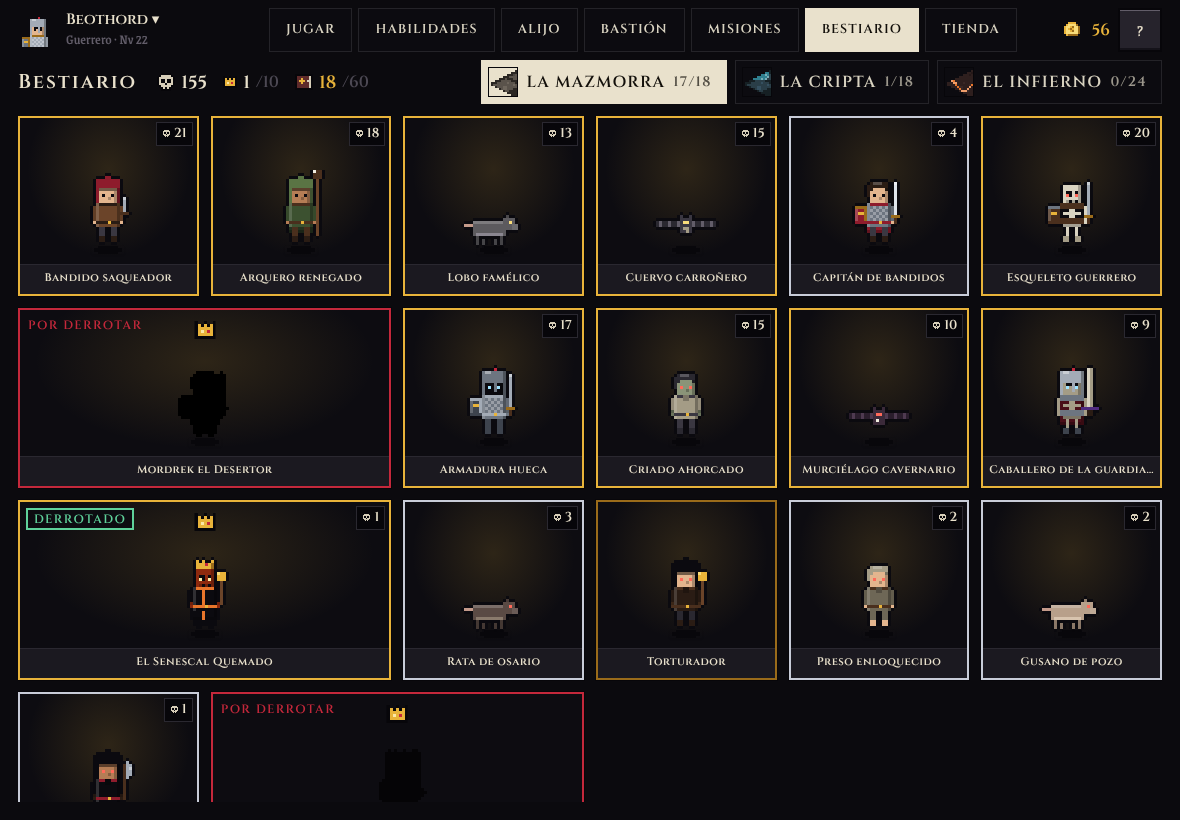 Beothord ▾
Guerrero · Nv 22
JUGAR
HABILIDADES
ALIJO
BASTIÓN
MISIONES
BESTIARIO
TIENDA
56
?
Bestiario
155
1 /10
18 /60
LA MAZMORRA 17/18
LA CRIPTA 1/18
EL INFIERNO 0/24
21
18
13
15
4
20
Bandido saqueador
Arquero renegado
Lobo famélico
Cuervo carroñero
Capitán de bandidos
Esqueleto guerrero
POR DERROTAR
17
15
10
9
Mordrek el Desertor
Armadura hueca
Criado ahorcado
Murciélago cavernario
Caballero de la guardia...
DERROTADO
1
3
2
2
El Senescal Quemado
Rata de osario
Torturador
Preso enloquecido
Gusano de pozo
1
POR DERROTAR